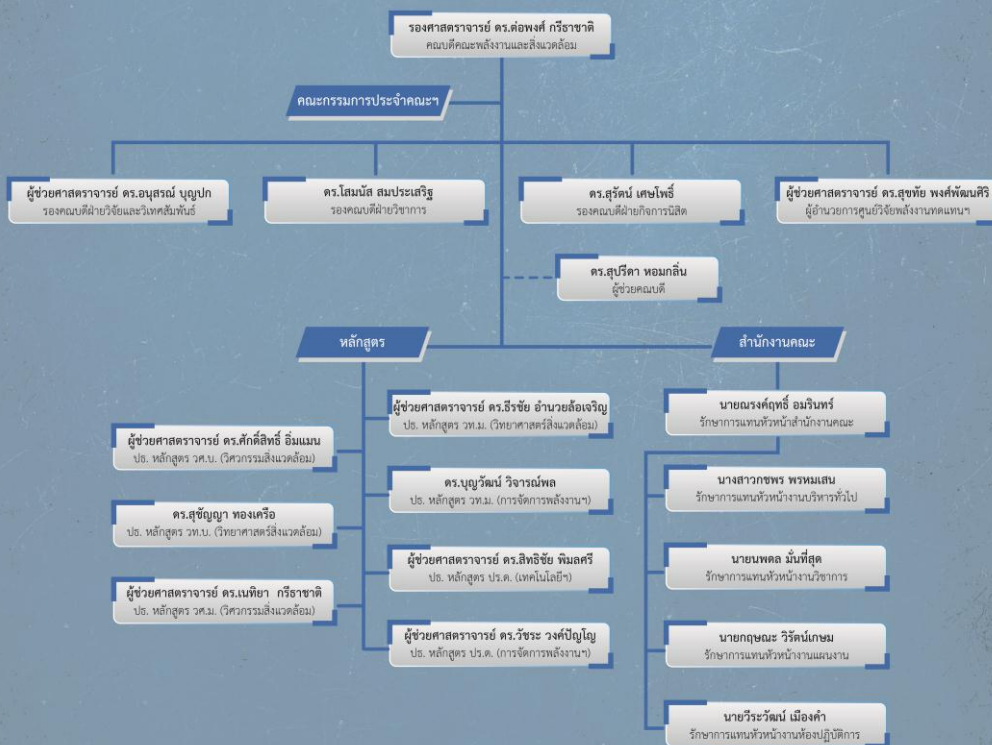 รองศาสตราจารย์ ดร.ต่อพงศ์ กรีธาชาติ
คณบดีคณะพลังงานและสิ่งแวดล้อม
คณะกรรมการประจำคณะฯ
ผู้ช่วยศาสตราจารย์ ดร.อนุสรณ์ บุญปก
รองคณบดีฝ่ายวิจัยและวิเทศสัมพันธ์
ดร.โสมนัส สมประเสริฐ
รองคณบดีฝ่ายวิชาการ
ดร.สุรัตน์ เศษโพธิ์
รองคณบดีฝ่ายกิจการนิสิต
ผู้ช่วยศาสตราจารย์ ดร.สุขทัย พงศ์พัฒนศิริ
ผู้อำนวยการศูนย์วิจัยพลังงานทดแทนฯ
ดร.สุปรีดา หอมกลิ่น
ผู้ช่วยคณบดี
หลักสูตร
สำนักงานคณะ
ผู้ช่วยศาสตราจารย์ ดร.ศักดิ์สิทธิ์ อิ่มแมน
ปธ. หลักสูตร วศ.บ. (วิศวกรรมสิ่งแวดล้อม)
ดร.สุชัญญา ทองเครือ
ปธ. หลักสูตร วท.บ. (วิทยาศาสตร์สิ่งแวดล้อม)
ผู้ช่วยศาสตราจารย์ ดร.เนทิยา กรีธาชาติ
ปธ. หลักสูตร วศ.ม. (วิศวกรรมสิ่งแวดล้อม)
ผู้ช่วยศาสตราจารย์ ดร.ธีรชัย อำนวยล้อเจริญ
ปธ. หลักสูตร วท.ม. (วิทยาศาสตร์สิ่งแวดล้อม)
ดร.บุญวัฒน์ วิจารณ์พล
ปธ. หลักสูตร วท.ม. (การจัดการพลังงานฯ)
ผู้ช่วยศาสตราจารย์ ดร.สิทธิชัย พิมลศรี
ปธ. หลักสูตร ปร.ด. (เทคโนโลยีฯ)
ผู้ช่วยศาสตราจารย์ ดร.วัชระ วงค์ปัญโญ
ปธ. หลักสูตร ปร.ด. (การจัดการพลังงานฯ)
นายณรงค์ฤทธิ์ อมรินทร์
รักษาการแทนหัวหน้าสำนักงานคณะ
นางสาวกชพร พรหมเสน
รักษาการแทนหัวหน้างานบริหารทั่วไป
นายนพดล มั่นที่สุด
รักษาการแทนหัวหน้างานวิชาการ
นายกฤษณะ วิรัตน์เกษม
รักษาการแทนหัวหน้างานแผนงาน
นายวีระวัฒน์ เมืองคำ
รักษาการแทนหัวหน้างานห้องปฏิบัติการ